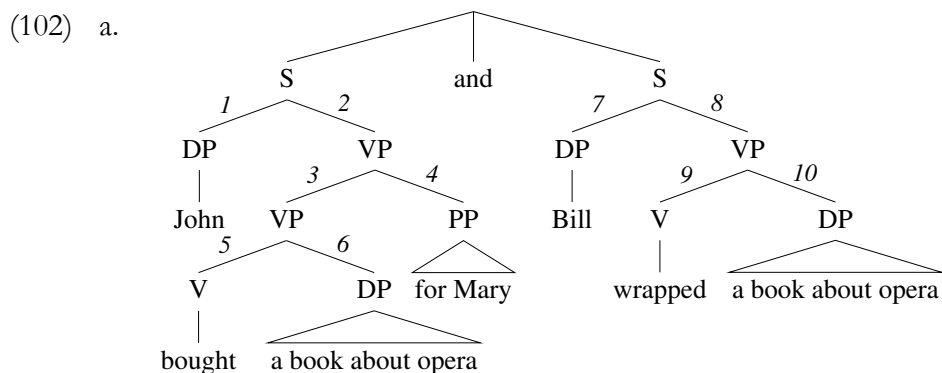 (102) a.
S and S
1 2 7 8
DP VP DP VP
3 4 9 10
John VP PP Bill V DP
5 6
V DP for Mary wrapped a book about opera
bought a book about opera